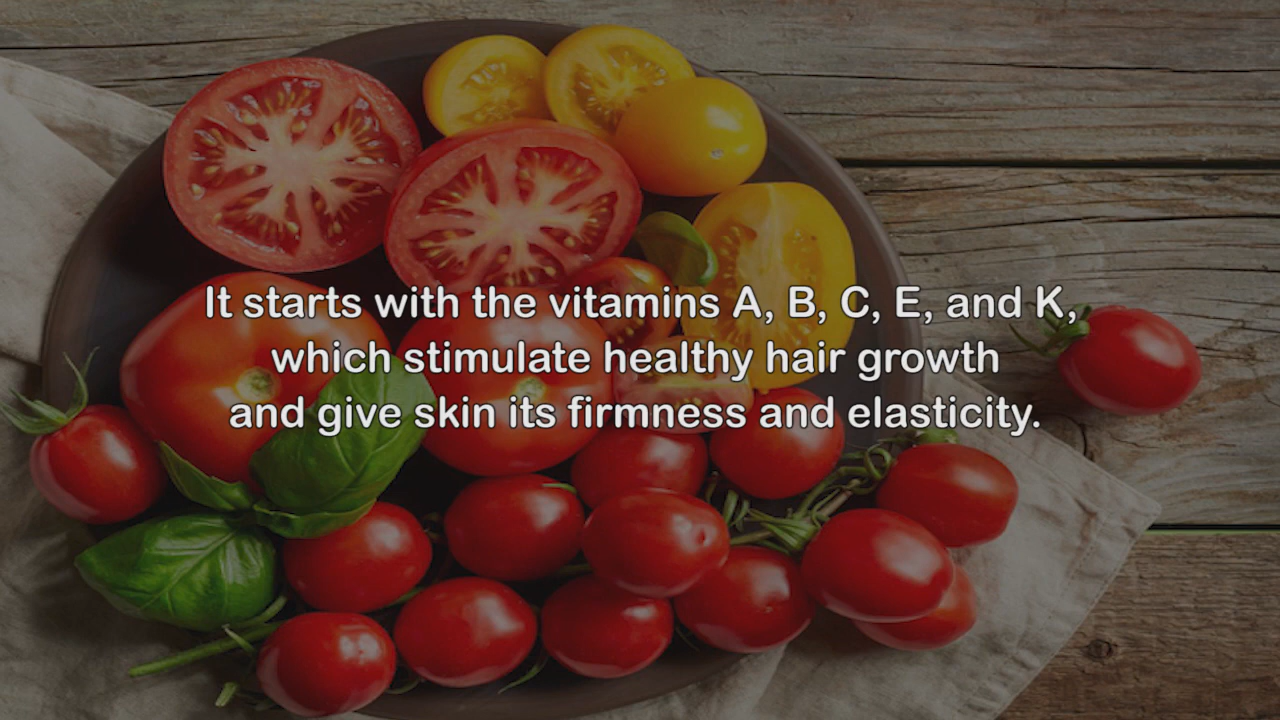 It starts with the vitamins A, B, C, E, and K,
which stimulate healthy hair growth
and give skin its firmness and elasticity.